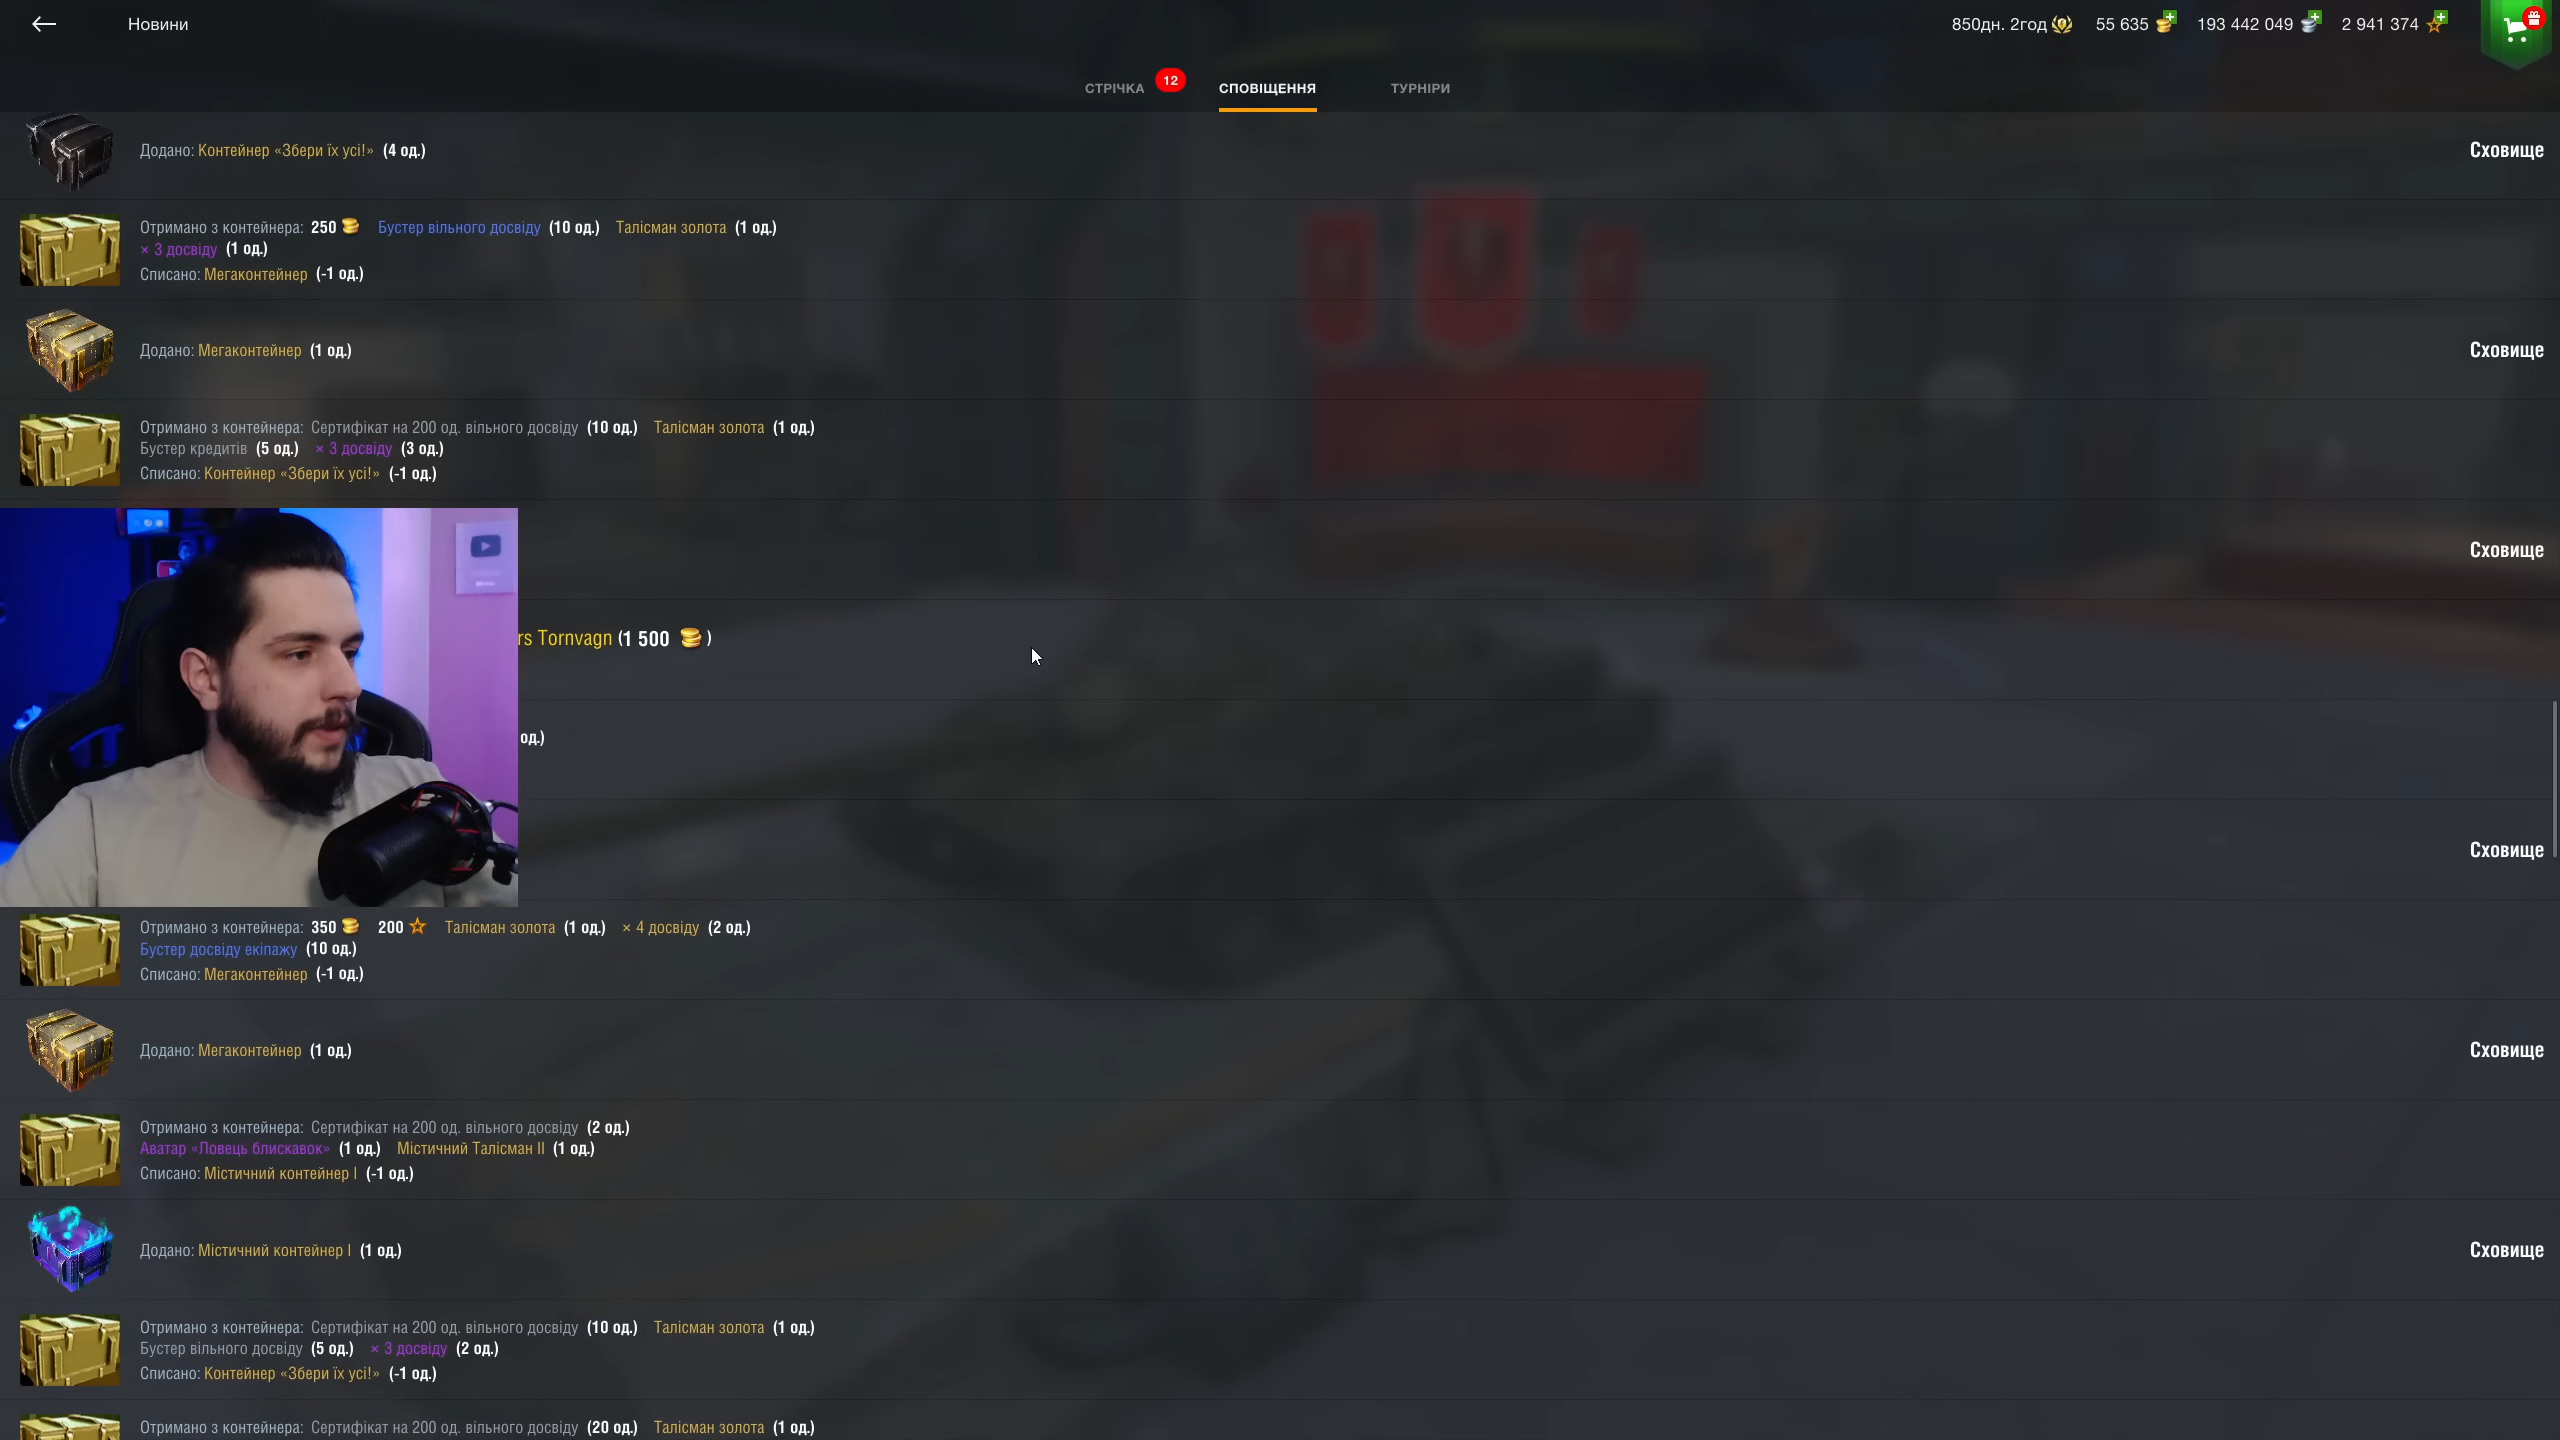 Новини
850дн. 2год 55 635 193 442 049 2 941 374
СТРІЧКА 12 СПОВІЩЕННЯ ТУРНІРИ
Додано: Контейнер «Збери їх усі!» (4 од.) Сховище
Отримано з контейнера: 250 Бустер вільного досвіду (10 од.) Талісман золота (1 од.)
× 3 досвіду (1 од.)
Списано: Мегаконтейнер (-1 од.)
Додано: Мегаконтейнер (1 од.) Сховище
Отримано з контейнера: Сертифікат на 200 од. вільного досвіду (10 од.) Талісман золота (1 од.)
Бустер кредитів (5 од.) × 3 досвіду (3 од.)
Списано: Контейнер «Збери їх усі!» (-1 од.)
Сховище
rs Tornvagn (1 500 )
од.)
Сховище
Отримано з контейнера: 350 200 Талісман золота (1 од.) × 4 досвіду (2 од.)
Бустер досвіду екіпажу (10 од.)
Списано: Мегаконтейнер (-1 од.)
Додано: Мегаконтейнер (1 од.) Сховище
Отримано з контейнера: Сертифікат на 200 од. вільного досвіду (2 од.)
Аватар «Ловець блискавок» (1 од.) Містичний Талісман II (1 од.)
Списано: Містичний контейнер I (-1 од.)
Додано: Містичний контейнер I (1 од.) Сховище
Отримано з контейнера: Сертифікат на 200 од. вільного досвіду (10 од.) Талісман золота (1 од.)
Бустер вільного досвіду (5 од.) × 3 досвіду (2 од.)
Списано: Контейнер «Збери їх усі!» (-1 од.)
Отримано з контейнера: Сертифікат на 200 од. вільного досвіду (20 од.) Талісман золота (1 од.)